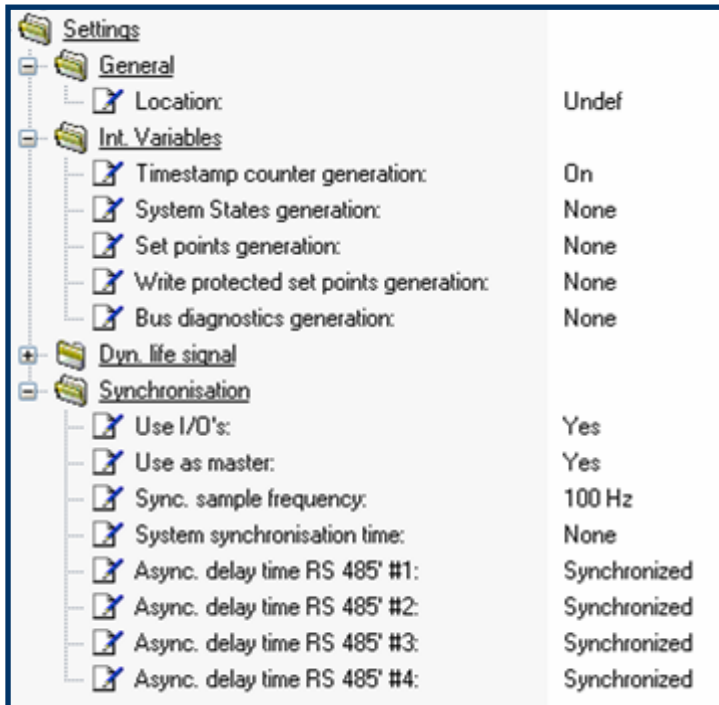 Settings
General
Location: Undef
Int. Variables
Timestamp counter generation: On
System States generation: None
Set points generation: None
Write protected set points generation: None
Bus diagnostics generation: None
Dyn. life signal
Synchronisation
Use I/O's: Yes
Use as master: Yes
Sync. sample frequency: 100 Hz
System synchronisation time: None
Async. delay time RS 485' #1: Synchronized
Async. delay time RS 485' #2: Synchronized
Async. delay time RS 485' #3: Synchronized
Async. delay time RS 485' #4: Synchronized